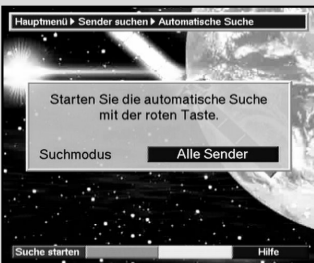 Hauptmenü ▶ Sender suchen ▶ Automatische Suche
Starten Sie die automatische Suche
mit der roten Taste.
Suchmodus Alle Sender
Suche starten Hilfe